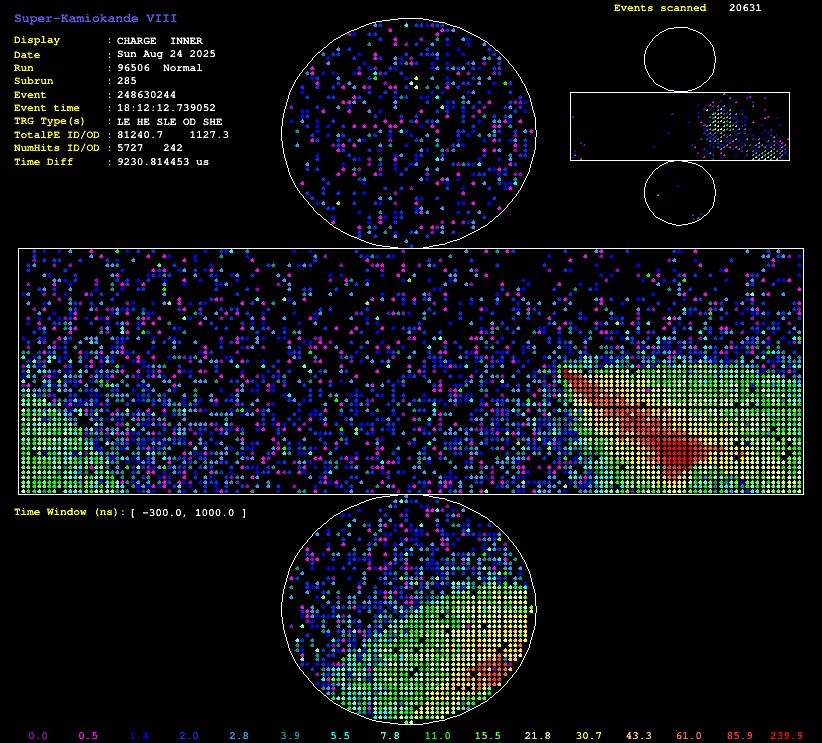 Super-Kamiokande VIII
Events scanned 20631
Display : CHARGE INNER
Date : Sun Aug 24 2025
Run : 96506 Normal
Subrun : 285
Event : 248630244
Event time : 18:12:12.739052
TRG Type(s) : LE HE SLE OD SHE
TotalPE ID/OD : 81240.7 1127.3
NumHits ID/OD : 5727 242
Time Diff : 9230.814453 us
Time Window (ns): [ -300.0, 1000.0 ]
0.0 0.5 1.4 2.0 2.8 3.9 5.5 7.8 11.0 15.5 21.8 30.7 43.3 61.0 85.9 239.9